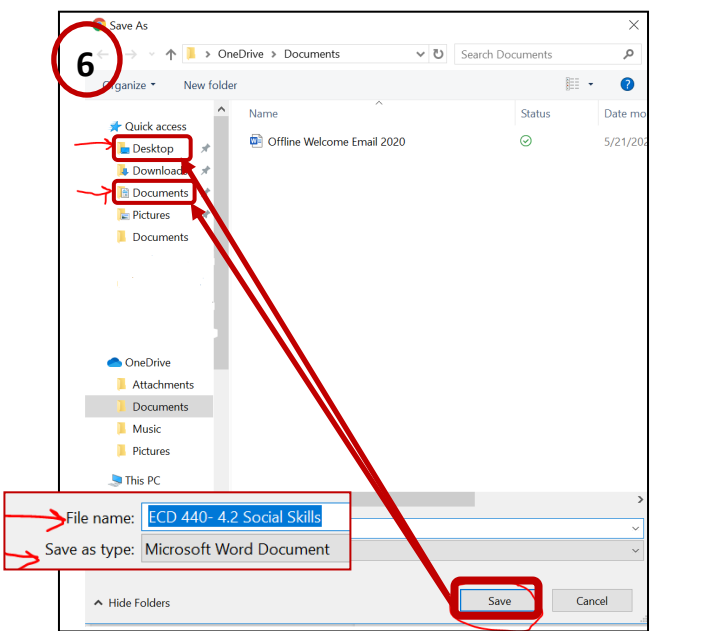 Save As
6
OneDrive > Documents
Search Documents
Organize
New folder
?
Name
Status
Date mo
Quick access
Desktop
Offline Welcome Email 2020
5/21/202
Downloads
Documents
Pictures
Documents
OneDrive
Attachments
Documents
Music
Pictures
This PC
File name: ECD 440- 4.2 Social Skills
Save as type: Microsoft Word Document
Hide Folders
Save
Cancel